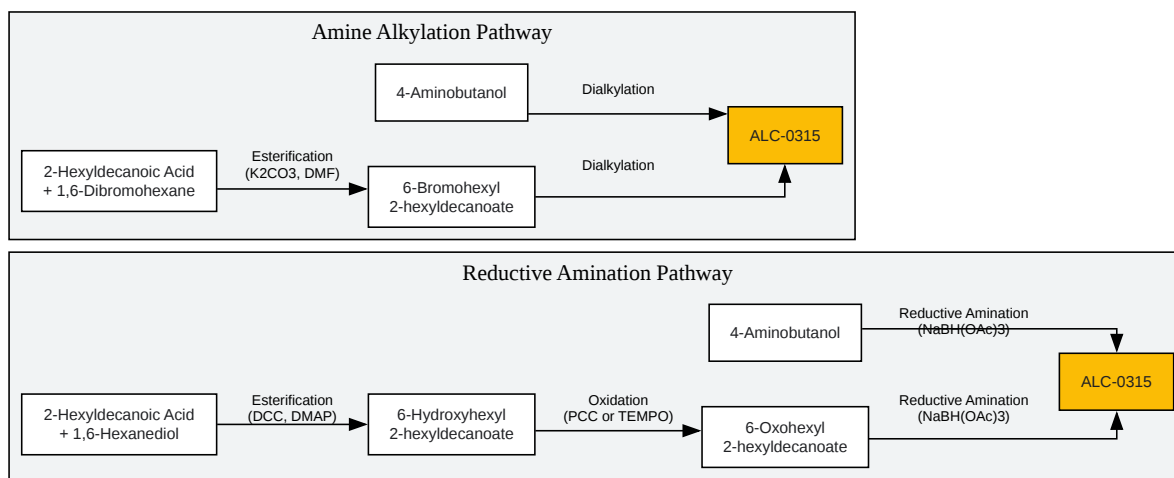 Amine Alkylation Pathway
4-Aminobutanol
Dialkylation
ALC-0315
2-Hexyldecanoic Acid
+ 1,6-Dibromohexane
Esterification
(K2CO3, DMF)
6-Bromohexyl
2-hexyldecanoate
Dialkylation
Reductive Amination Pathway
4-Aminobutanol
Reductive Amination
(NaBH(OAc)3)
ALC-0315
2-Hexyldecanoic Acid
+ 1,6-Hexanediol
Esterification
(DCC, DMAP)
6-Hydroxyhexyl
2-hexyldecanoate
Oxidation
(PCC or TEMPO)
6-Oxohexyl
2-hexyldecanoate
Reductive Amination
(NaBH(OAc)3)